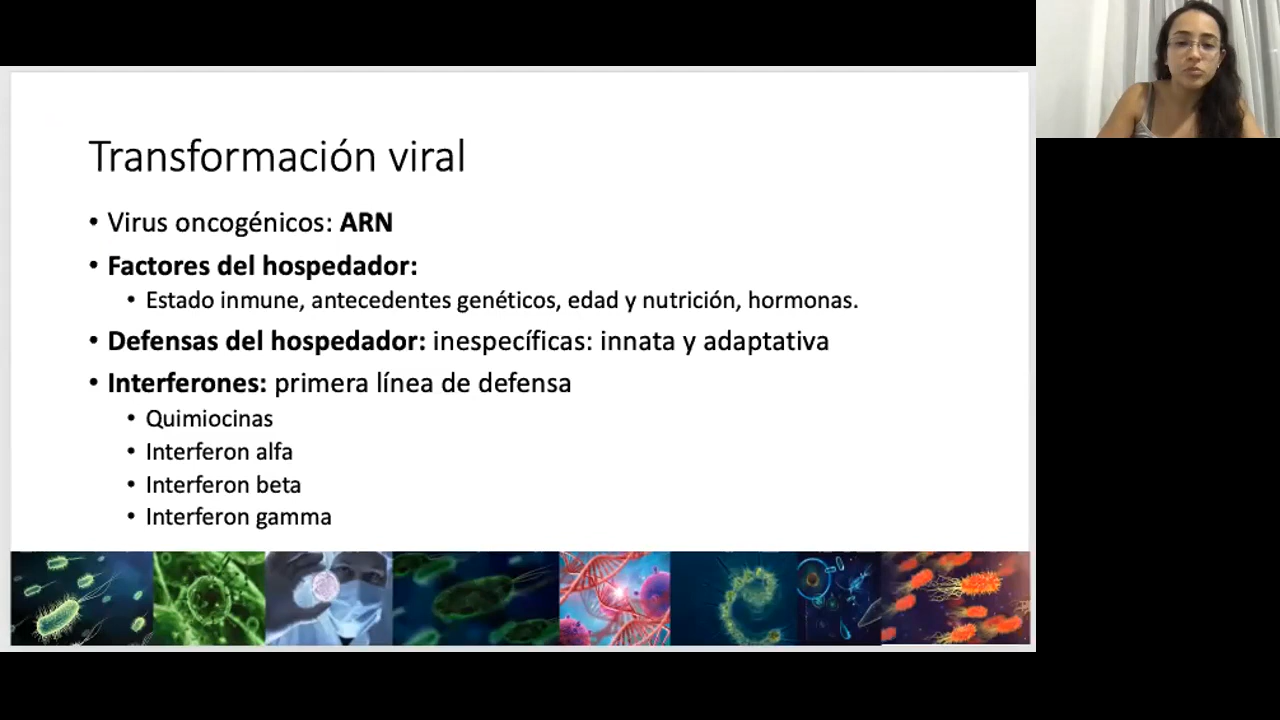 Transformación viral
• Virus oncogénicos: ARN
• Factores del hospedador:
• Estado inmune, antecedentes genéticos, edad y nutrición, hormonas.
• Defensas del hospedador: inespecíficas: innata y adaptativa
• Interferones: primera línea de defensa
• Quimiocinas
• Interferon alfa
• Interferon beta
• Interferon gamma